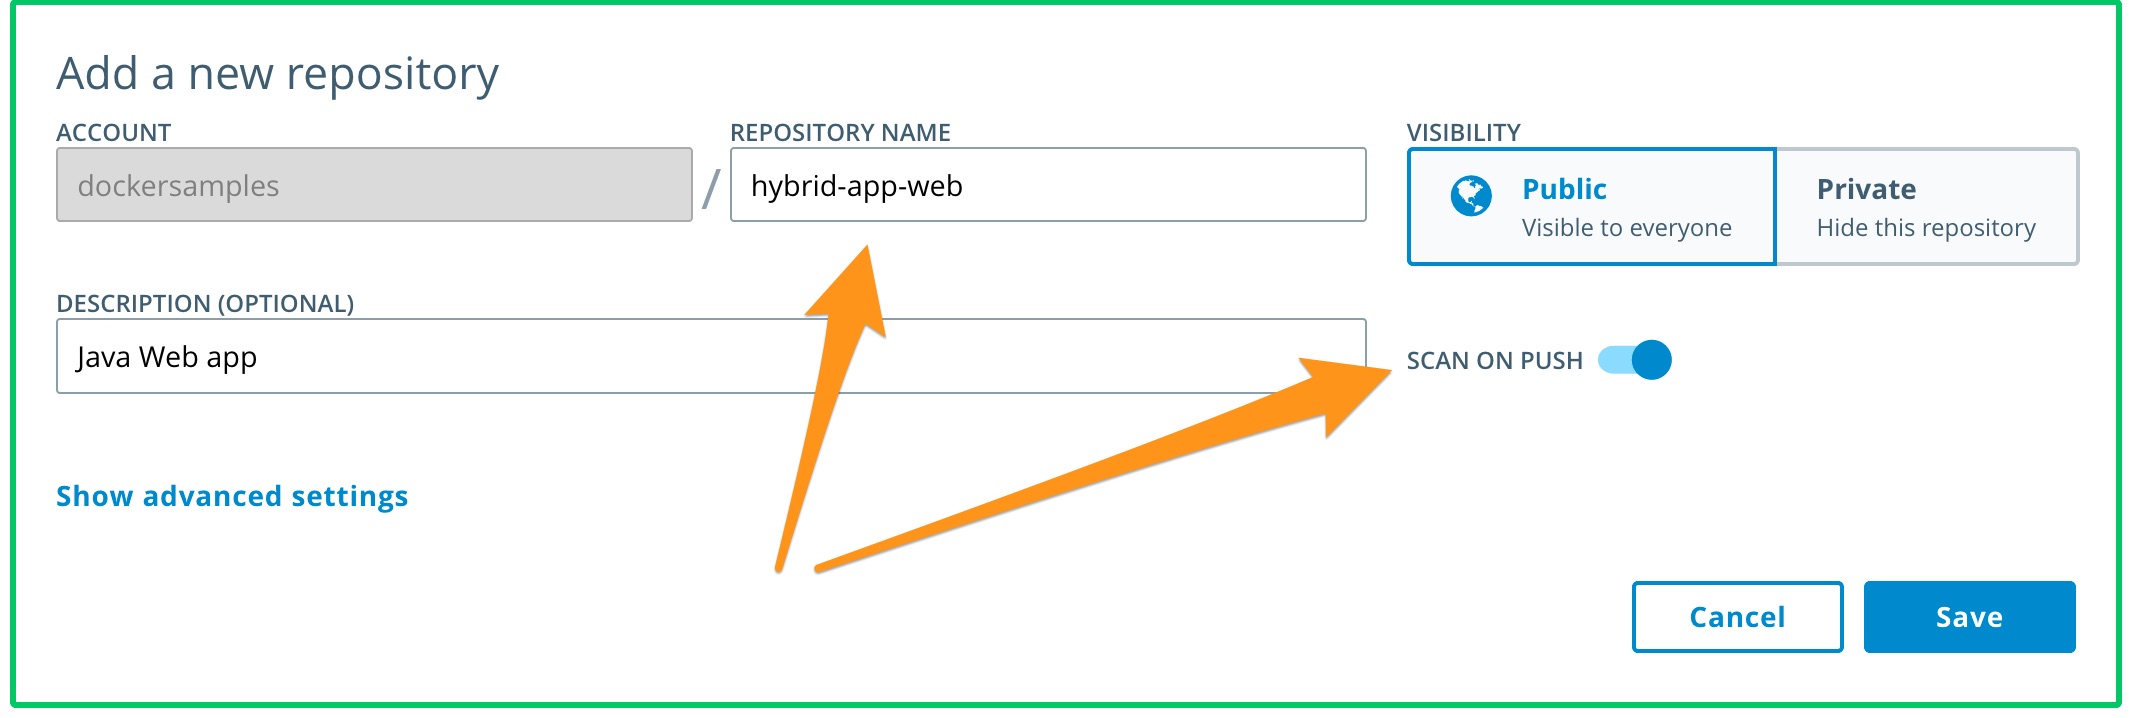 Add a new repository
ACCOUNT
dockersamples
/
REPOSITORY NAME
hybrid-app-web
VISIBILITY
Public
Visible to everyone
Private
Hide this repository
DESCRIPTION (OPTIONAL)
Java Web app
SCAN ON PUSH
Show advanced settings
Cancel
Save